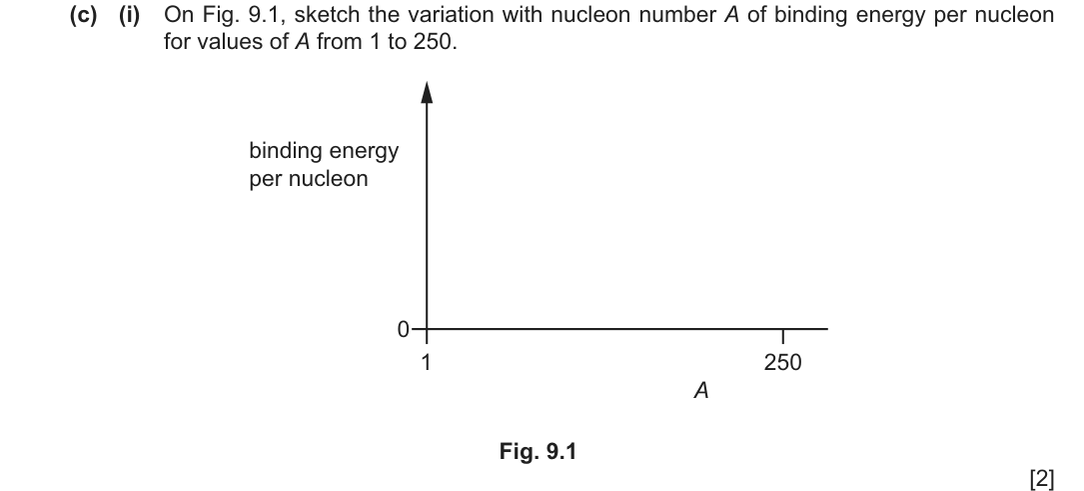 (c) (i) On Fig. 9.1, sketch the variation with nucleon number A of binding energy per nucleon
for values of A from 1 to 250.
binding energy
per nucleon
0
1
250
A
Fig. 9.1
[2]